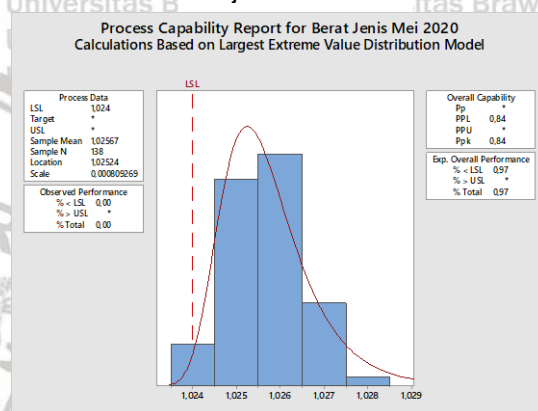 Universitas B
itas Braw
Process Capability Report for Berat Jenis Mei 2020
Calculations Based on Largest Extreme Value Distribution Model
LSL
Process Data
LSL 1,024
Target *
USL *
Sample Mean 1,02567
Sample N 138
Location 1,02524
Scale 0,000809269
Observed Performance
% < LSL 0,00
% > USL *
% Total 0,00
Overall Capability
Pp *
PPL 0,84
PPU *
Ppk 0,84
Exp. Overall Performance
% < LSL 0,97
% > USL *
% Total 0,97
1,024 1,025 1,026 1,027 1,028 1,029